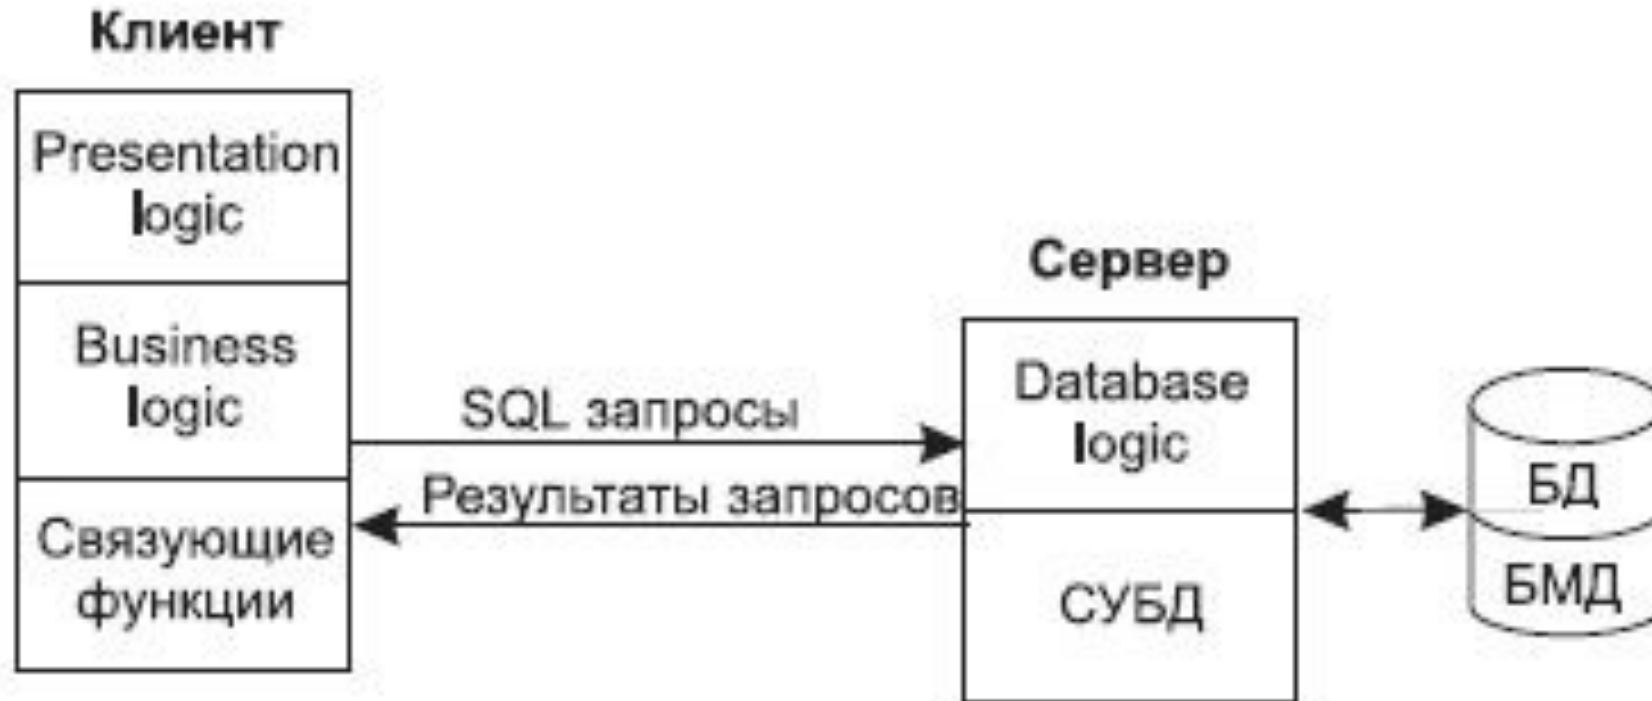 Клиент
Presentation
logic
Business
logic
Связующие
функции
SQL запросы
Результаты запросов
Сервер
Database
logic
СУБД
БД
БМД